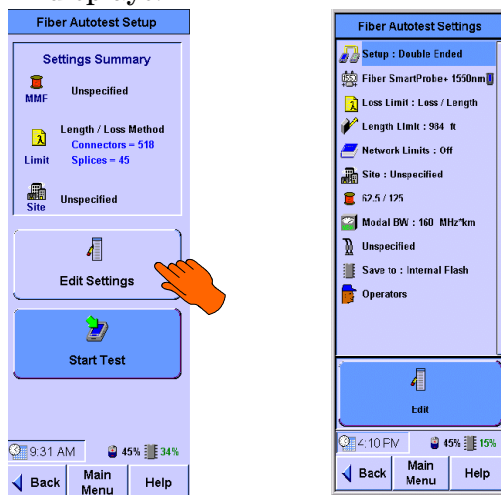 Fiber Autotest Setup
Settings Summary
MMF
Unspecified
Length / Loss Method
Connectors = 518
Limit
Splices = 45
Site
Unspecified
Edit Settings
Start Test
9:31 AM
45%
34%
Back
Main Menu
Help
Fiber Autotest Settings
Setup : Double Ended
Fiber SmartProbe+ 1550nm
Loss Limit : Loss / Length
Length Limit : 984 ft
Network Limits : Off
Site : Unspecified
62.5 / 125
Modal BW : 160 MHz*km
Unspecified
Save to : Internal Flash
Operators
Edit
4:10 PM
45%
15%
Back
Main Menu
Help